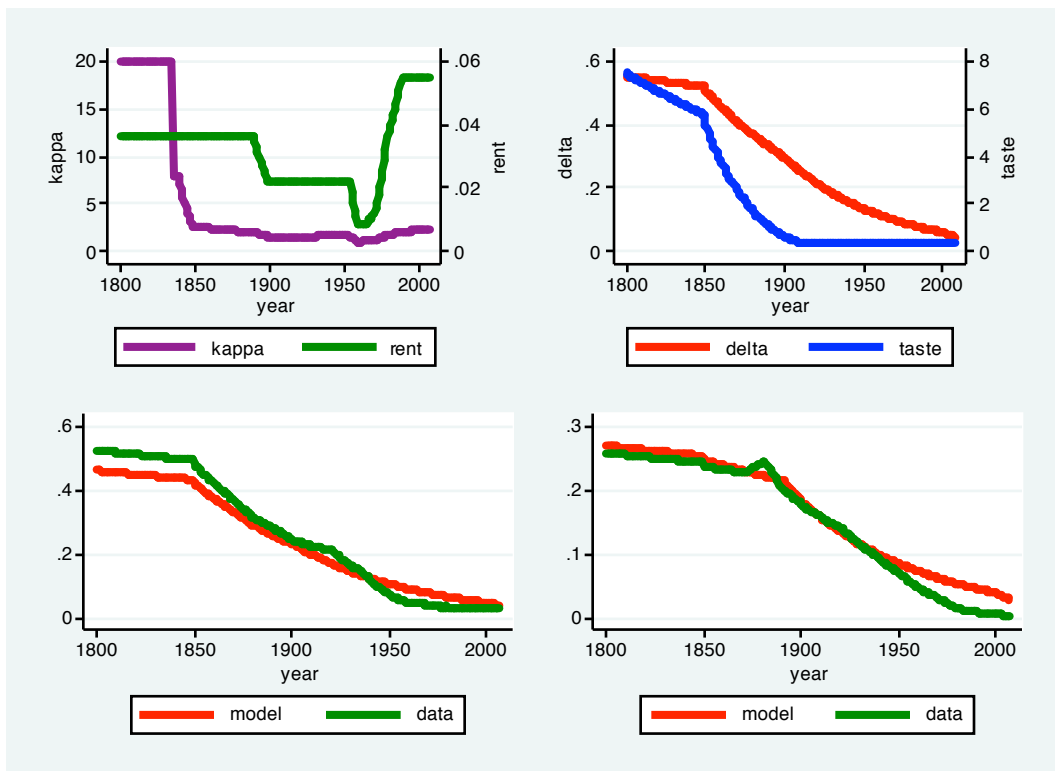 20
15
10
5
0
kappa
.06
.04
.02
0
rent
1800 1850 1900 1950 2000
year
kappa rent
.6
.4
.2
0
delta
8
6
4
2
0
taste
1800 1850 1900 1950 2000
year
delta taste
.6
.4
.2
0
1800 1850 1900 1950 2000
year
model data
.3
.2
.1
0
1800 1850 1900 1950 2000
year
model data